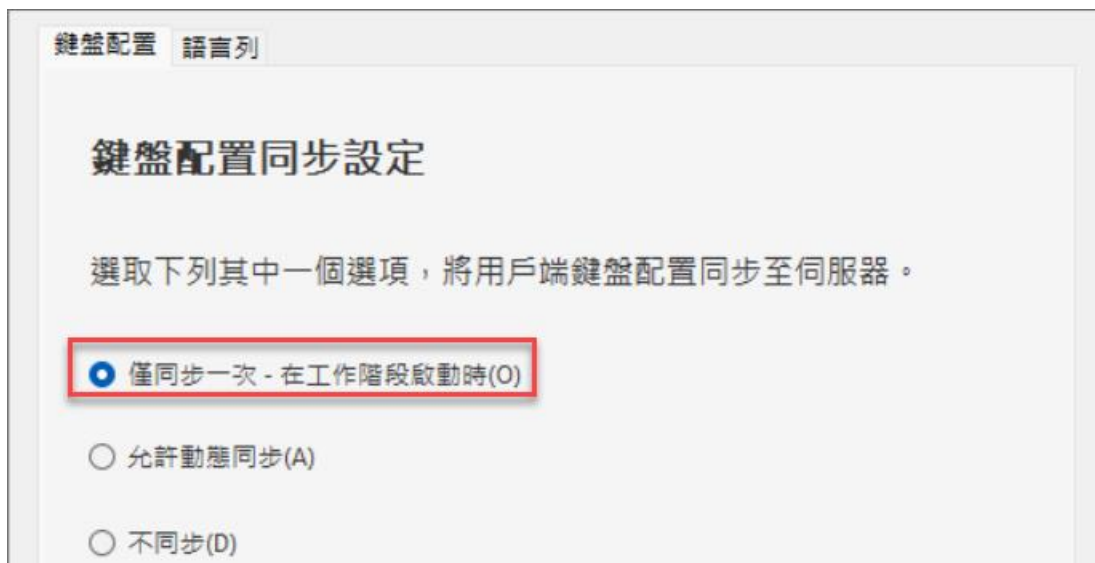 鍵盤配置 語言列
鍵盤配置同步設定
選取下列其中一個選項，將用戶端鍵盤配置同步至伺服器。
僅同步一次 - 在工作階段啟動時(O)
允許動態同步(A)
不同步(D)